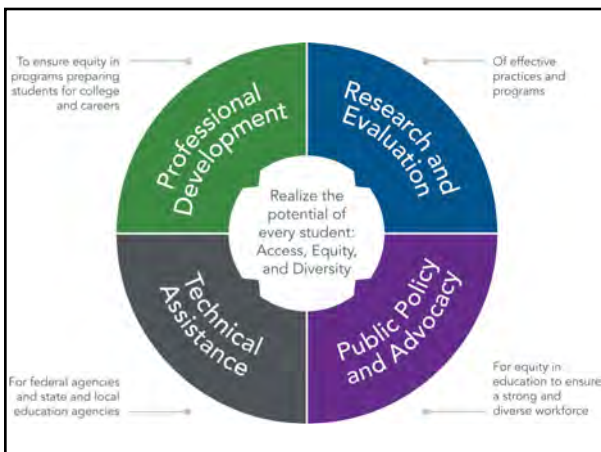 To ensure equity in
programs preparing
students for college
and careers
Professional
Development
Research and
Evaluation
Of effective
practices and
programs
Realize the
potential of
every student:
Access, Equity,
and Diversity
Technical
Assistance
For federal agencies
and state and local
education agencies
Public Policy
and Advocacy
For equity in
education to ensure
a strong and
diverse workforce